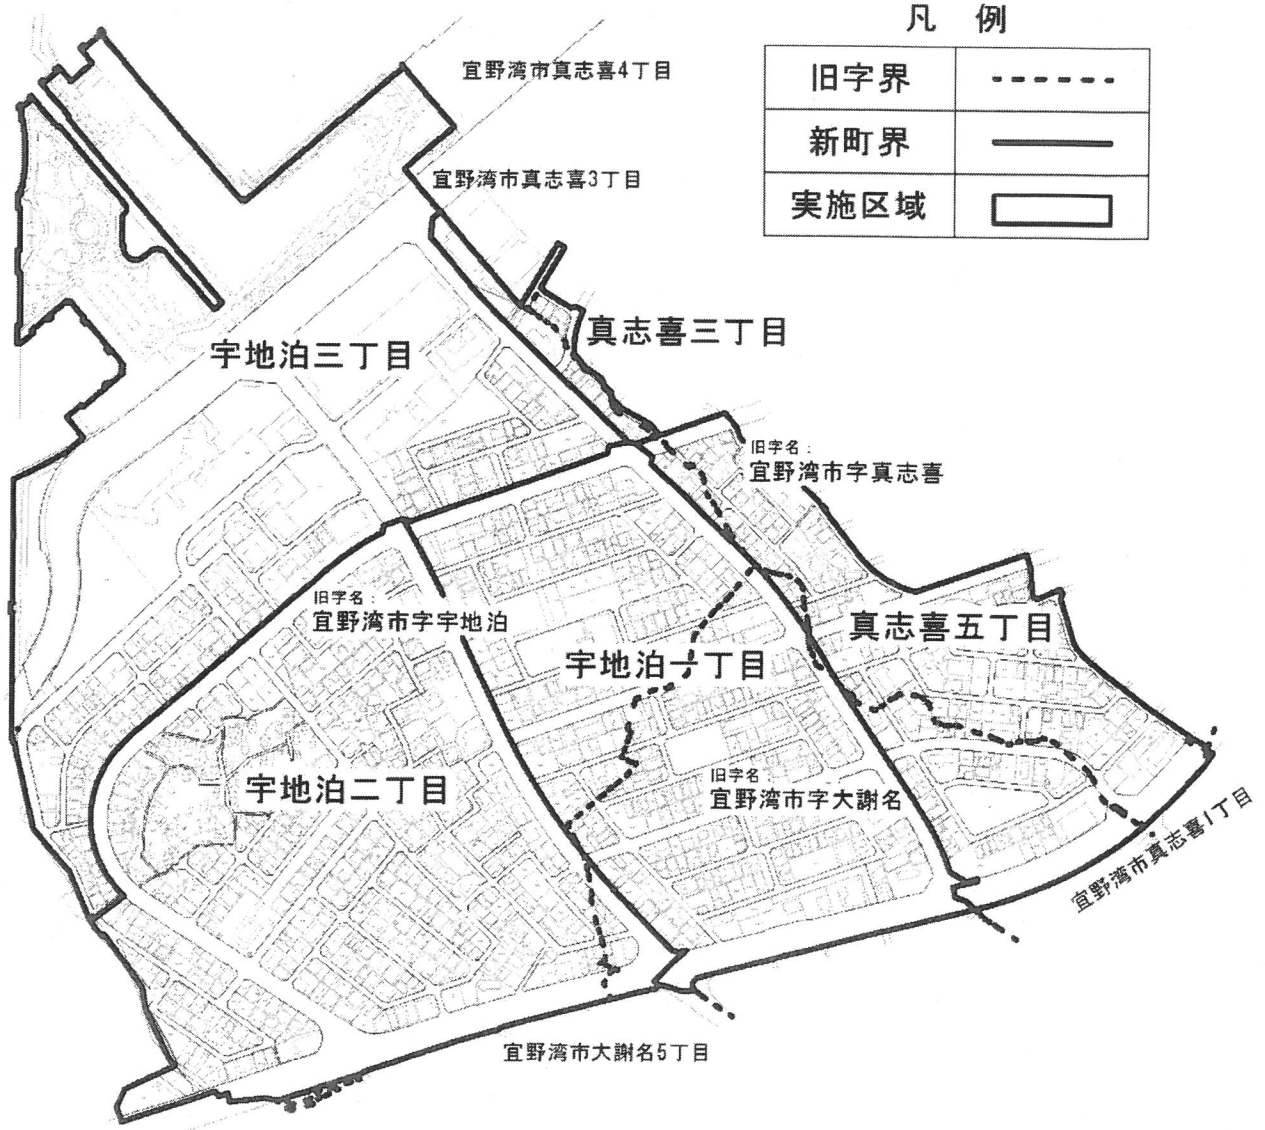 凡 例
旧字界
新町界
実施区域
宜野湾市真志喜4丁目
宜野湾市真志喜3丁目
真志喜三丁目
宇地泊三丁目
旧字名：
宜野湾市字真志喜
旧字名：
宜野湾市字宇地泊
真志喜五丁目
宇地泊一丁目
宇地泊二丁目
旧字名：
宜野湾市字大謝名
宜野湾市真志喜1丁目
宜野湾市大謝名5丁目